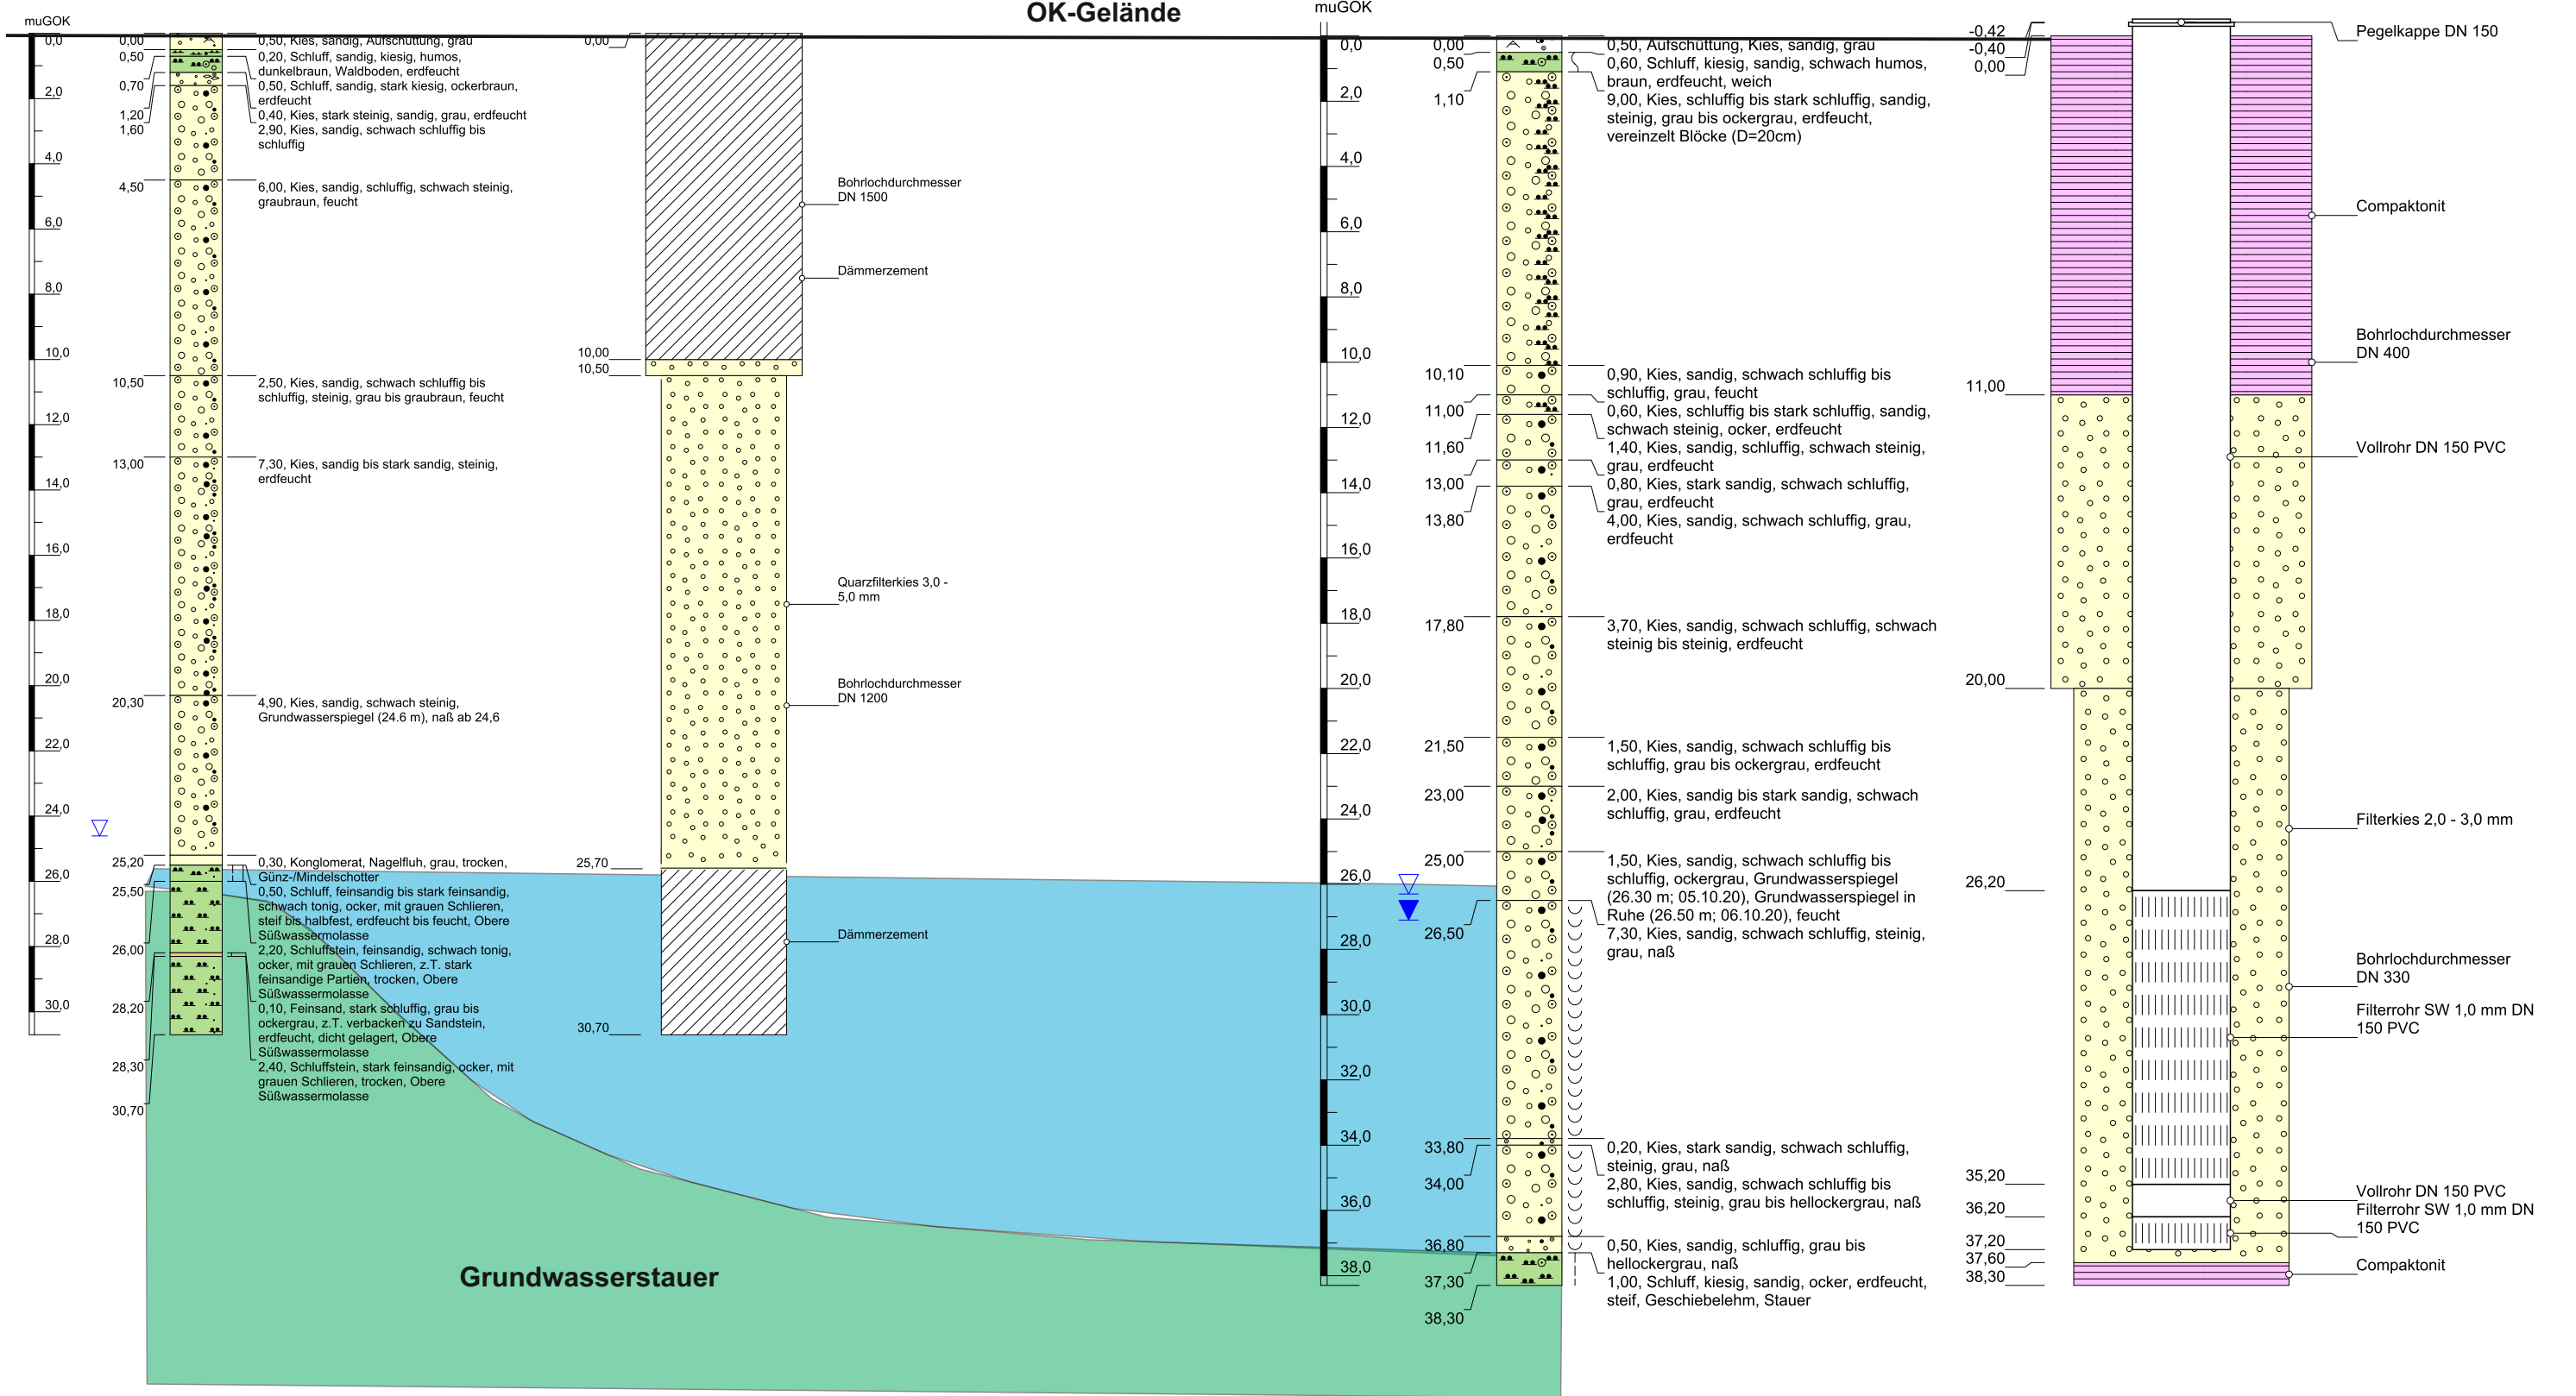 OK-Gelände
muGOK
0,0
2,0
4,0
6,0
8,0
10,0
12,0
14,0
16,0
18,0
20,0
22,0
24,0
26,0
28,0
30,0
0,00
0,50
0,70
1,20
1,60
4,50
10,50
13,00
20,30
25,20
25,50
26,00
28,20
28,30
30,70
0,50, Kies, sandig, Aufschüttung, grau
0,20, Schluff, sandig, kiesig, humos,
dunkelbraun, Waldboden, erdfeucht
0,50, Schluff, sandig, stark kiesig, ockerbraun,
erdfeucht
0,40, Kies, stark steinig, sandig, grau, erdfeucht
2,90, Kies, sandig, schwach schluffig bis
schluffig
6,00, Kies, sandig, schluffig, schwach steinig,
graubraun, feucht
2,50, Kies, sandig, schwach schluffig bis
schluffig, steinig, grau bis graubraun, feucht
7,30, Kies, sandig bis stark sandig, steinig,
erdfeucht
4,90, Kies, sandig, schwach steinig,
Grundwasserspiegel (24.6 m), naß ab 24,6
0,30, Konglomerat, Nagelfluh, grau, trocken,
Günz-/Mindelschotter
0,50, Schluff, feinsandig bis stark feinsandig,
schwach tonig, ocker, mit grauen Schlieren,
steif bis halbfest, erdfeucht bis feucht, Obere
Süßwassermolasse
2,20, Schluffstein, feinsandig, schwach tonig,
ocker, mit grauen Schlieren, z.T. stark
feinsandige Partien, trocken, Obere
Süßwassermolasse
0,10, Feinsand, stark schluffig, grau bis
ockergrau, z.T. verbacken zu Sandstein,
erdfeucht, dicht gelagert, Obere
Süßwassermolasse
2,40, Schluffstein, stark feinsandig, ocker, mit
grauen Schlieren, trocken, Obere
Süßwassermolasse
0,00
10,00
10,50
25,70
30,70
Bohrlochdurchmesser
DN 1500
Dämmerzement
Quarzfilterkies 3,0 -
5,0 mm
Bohrlochdurchmesser
DN 1200
Dämmerzement
Grundwasserstauer
muGOK
0,0
2,0
4,0
6,0
8,0
10,0
12,0
14,0
16,0
18,0
20,0
22,0
24,0
26,0
28,0
30,0
32,0
34,0
36,0
38,0
0,00
0,50
1,10
10,10
11,00
11,60
13,00
13,80
17,80
21,50
23,00
25,00
26,50
33,80
34,00
36,80
37,30
38,30
0,50, Aufschüttung, Kies, sandig, grau
0,60, Schluff, kiesig, sandig, schwach humos,
braun, erdfeucht, weich
9,00, Kies, schluffig bis stark schluffig, sandig,
steinig, grau bis ockergrau, erdfeucht,
vereinzelt Blöcke (D=20cm)
0,90, Kies, sandig, schwach schluffig bis
schluffig, grau, feucht
0,60, Kies, schluffig bis stark schluffig, sandig,
schwach steinig, ocker, erdfeucht
1,40, Kies, sandig, schluffig, schwach steinig,
grau, erdfeucht
0,80, Kies, stark sandig, schwach schluffig,
grau, erdfeucht
4,00, Kies, sandig, schwach schluffig, grau,
erdfeucht
3,70, Kies, sandig, schwach schluffig, schwach
steinig bis steinig, erdfeucht
1,50, Kies, sandig, schwach schluffig bis
schluffig, grau bis ockergrau, erdfeucht
2,00, Kies, sandig bis stark sandig, schwach
schluffig, grau, erdfeucht
1,50, Kies, sandig, schwach schluffig bis
schluffig, ockergrau, Grundwasserspiegel
(26.30 m; 05.10.20), Grundwasserspiegel in
Ruhe (26.50 m; 06.10.20), feucht
7,30, Kies, sandig, schwach schluffig, steinig,
grau, naß
0,20, Kies, stark sandig, schwach schluffig,
steinig, grau, naß
2,80, Kies, sandig, schwach schluffig bis
schluffig, steinig, grau bis hellockergrau, naß
0,50, Kies, sandig, schluffig, grau bis
hellockergrau, naß
1,00, Schluff, kiesig, sandig, ocker, erdfeucht,
steif, Geschiebelehm, Stauer
-0,42
-0,40
0,00
11,00
20,00
26,20
35,20
36,20
37,20
37,60
38,30
Pegelkappe DN 150
Compaktonit
Bohrlochdurchmesser
DN 400
Vollrohr DN 150 PVC
Filterkies 2,0 - 3,0 mm
Bohrlochdurchmesser
DN 330
Filterrohr SW 1,0 mm DN
150 PVC
Vollrohr DN 150 PVC
Filterrohr SW 1,0 mm DN
150 PVC
Compaktonit